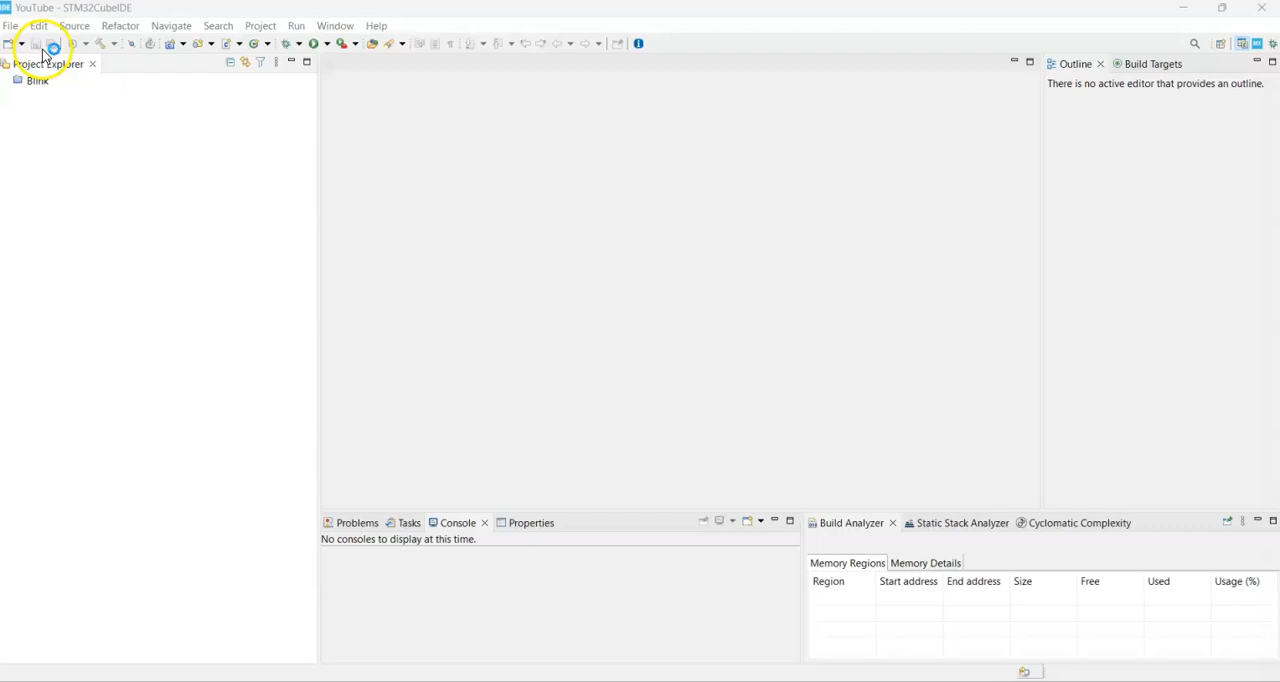 IDE YouTube - STM32CubeIDE
File Edit Source Refactor Navigate Search Project Run Window Help
MX
Project Explorer
Blink
Outline Build Targets
There is no active editor that provides an outline.
Problems Tasks Console Properties
No consoles to display at this time.
Build Analyzer Static Stack Analyzer Cyclomatic Complexity
Memory Regions Memory Details
Region Start address End address Size Free Used Usage (%)